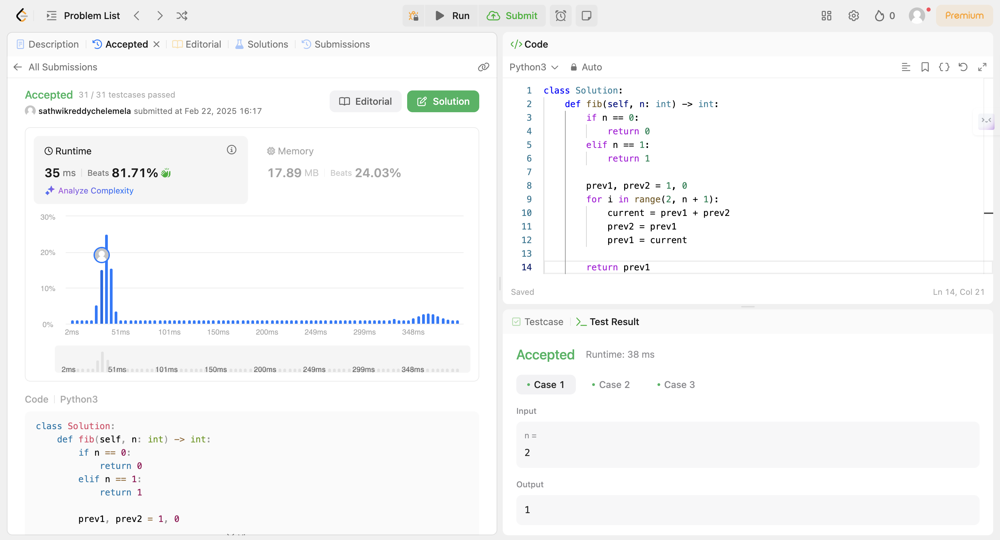 Problem List
Run
Submit
0
Premium
Description
Accepted
Editorial
Solutions
Submissions
All Submissions
Accepted 31 / 31 testcases passed
sathwikreddychelemela submitted at Feb 22, 2025 16:17
Editorial
Solution
Runtime
35 ms Beats 81.71%
Analyze Complexity
Memory
17.89 MB Beats 24.03%
30%
20%
10%
0%
2ms 51ms 101ms 150ms 200ms 249ms 299ms 348ms
2ms 51ms 101ms 150ms 200ms 249ms 299ms 348ms
Code Python3
class Solution:
    def fib(self, n: int) -> int:
        if n == 0:
            return 0
        elif n == 1:
            return 1
        prev1, prev2 = 1, 0
</> Code
Python3 Auto
1 class Solution:
2     def fib(self, n: int) -> int:
3         if n == 0:
4             return 0
5         elif n == 1:
6             return 1
7
8         prev1, prev2 = 1, 0
9         for i in range(2, n + 1):
10             current = prev1 + prev2
11             prev2 = prev1
12             prev1 = current
13
14         return prev1
Saved
Ln 14, Col 21
Testcase
>_ Test Result
Accepted Runtime: 38 ms
Case 1
Case 2
Case 3
Input
n =
2
Output
1